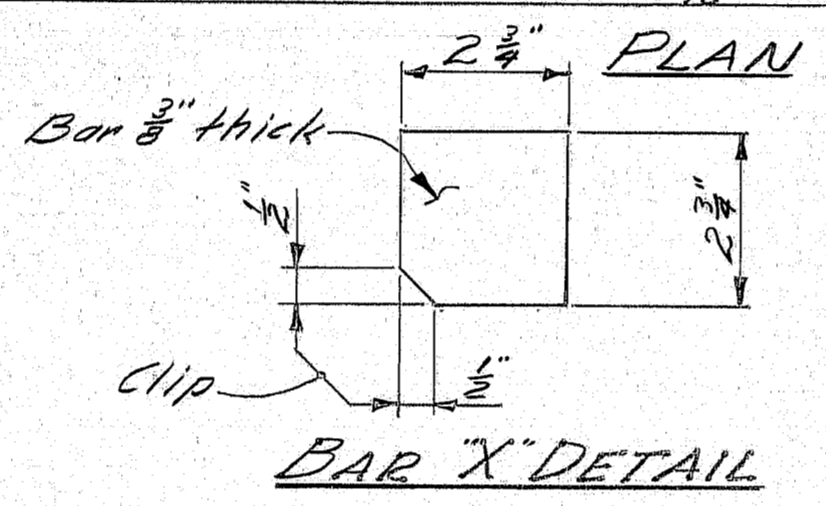 2 3/4"
PLAN
Bar 3/8" thick
1/2"
2 3/4"
Clip
1/2"
BAR "X" DETAIL